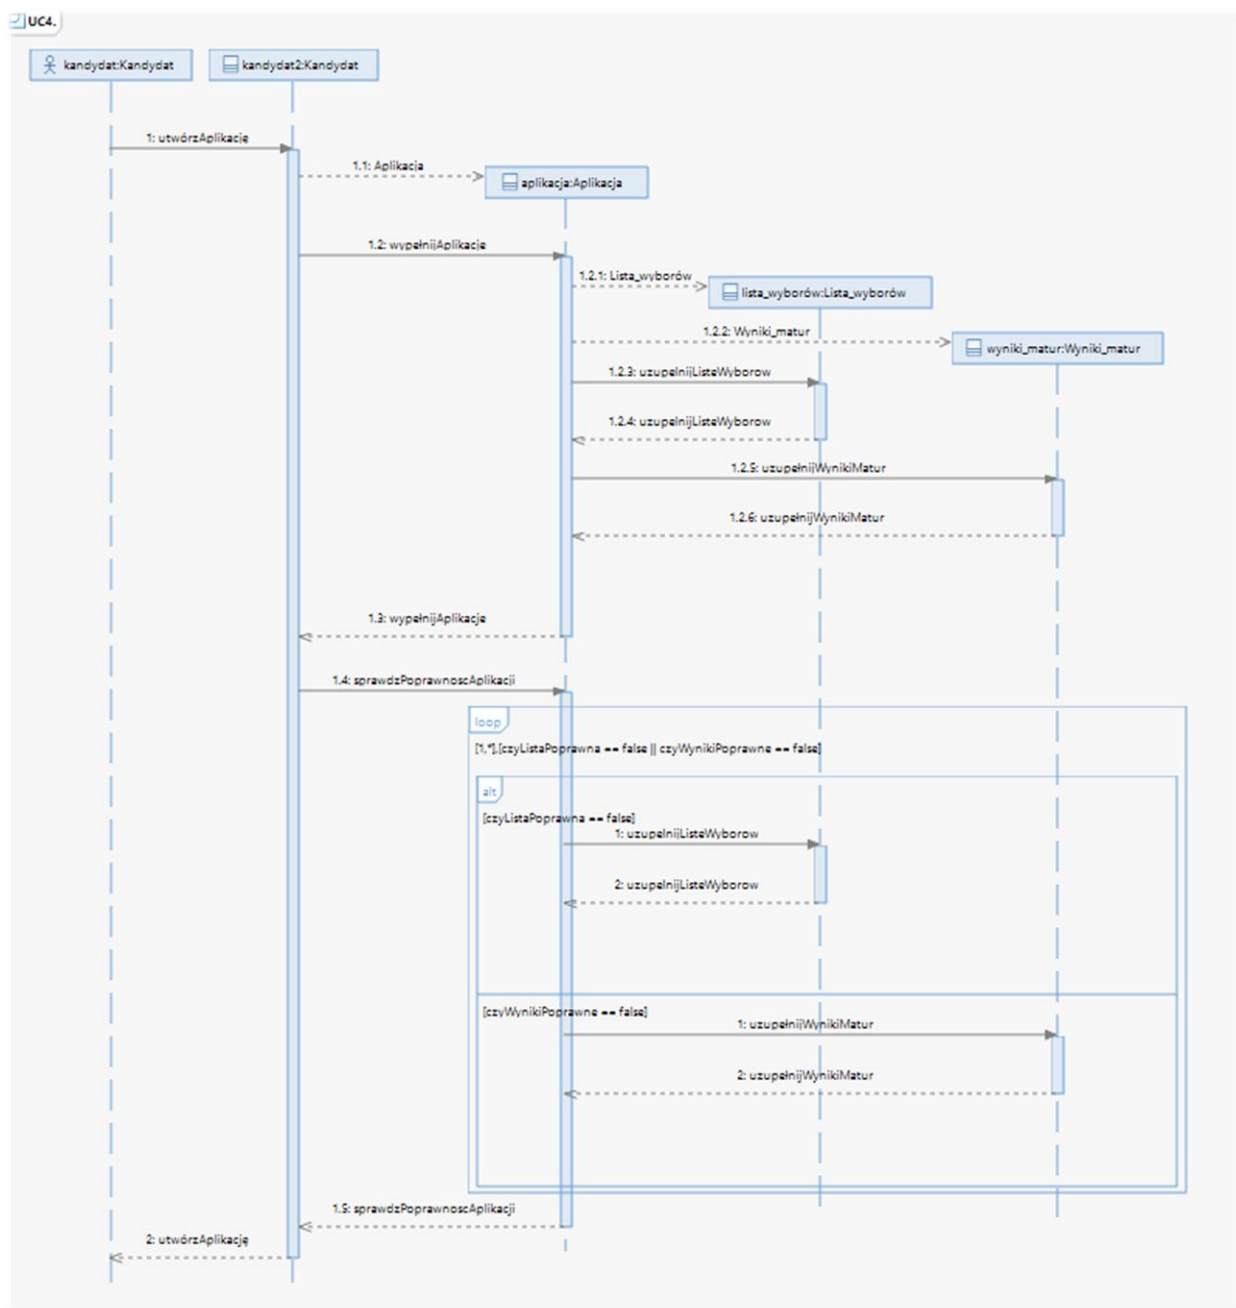 UC4.
kandydat:Kandydat
kandydat2:Kandydat
1: utwórzAplikację
1.1: Aplikacja
aplikacja:Aplikacja
1.2: wypełnijAplikacje
1.2.1: Lista_wyborów
lista_wyborów:Lista_wyborów
1.2.2: Wyniki_matur
wyniki_matur:Wyniki_matur
1.2.3: uzupelnijListeWyborow
1.2.4: uzupelnijListeWyborow
1.2.5: uzupełnijWynikiMatur
1.2.6: uzupełnijWynikiMatur
1.3: wypełnijAplikacje
1.4: sprawdzPoprawnoscAplikacji
loop
[1,*],[czyListaPoprawna == false || czyWynikiPoprawne == false]
alt
[czyListaPoprawna == false]
1: uzupelnijListeWyborow
2: uzupelnijListeWyborow
[czyWynikiPoprawne == false]
1: uzupełnijWynikiMatur
2: uzupełnijWynikiMatur
1.5: sprawdzPoprawnoscAplikacji
2: utwórzAplikację